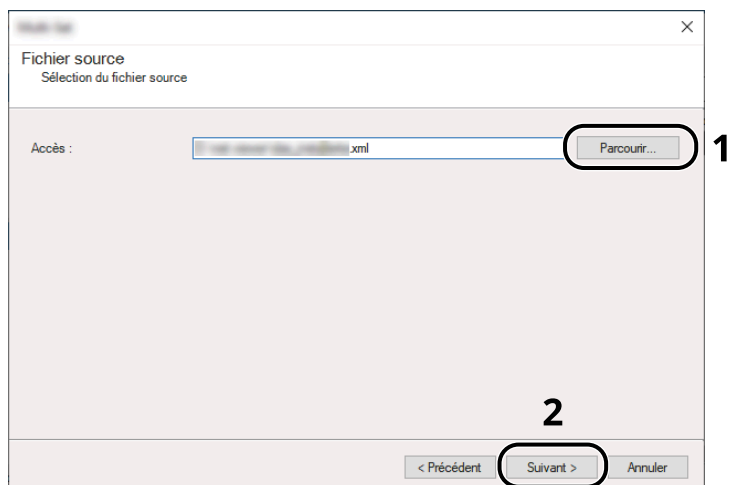 Fichier source
Sélection du fichier source
Accès :
.xml
Parcourir...
1
2
< Précédent
Suivant >
Annuler